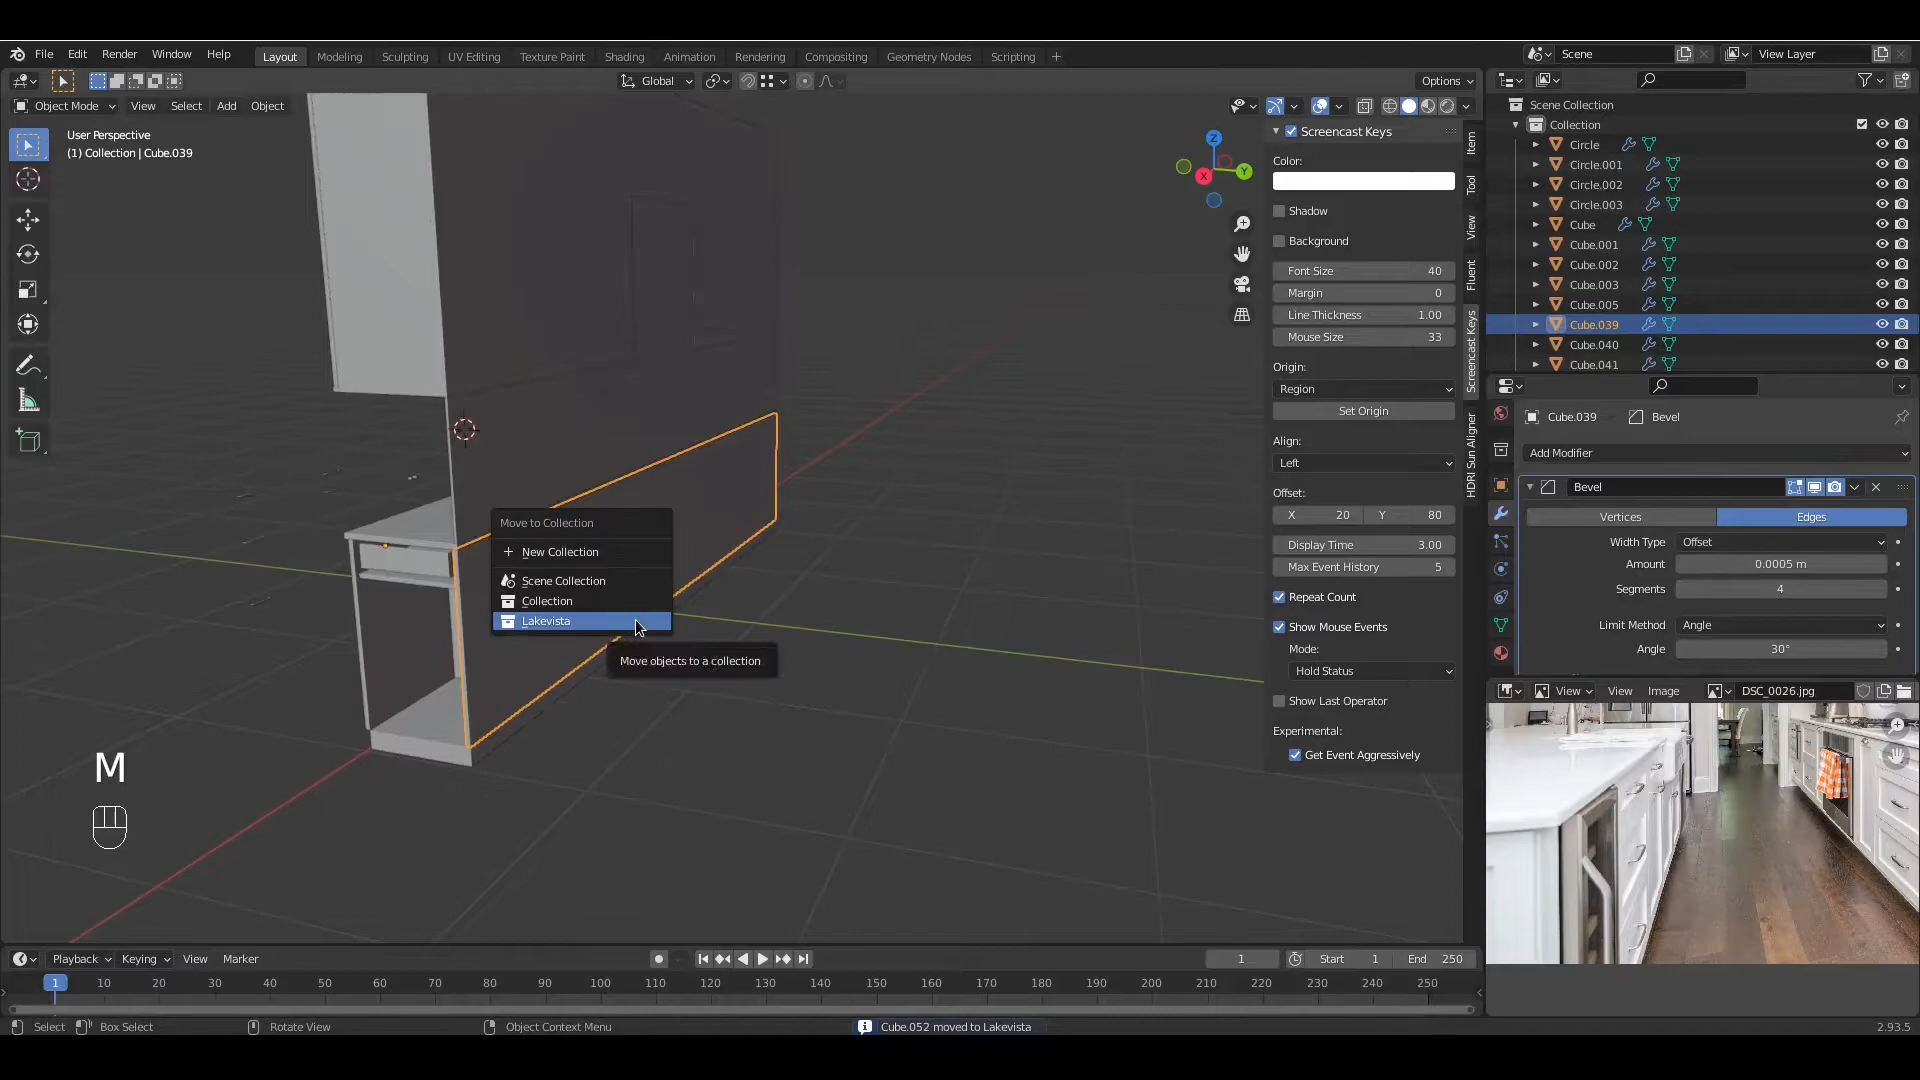 File Edit Render Window Help
Layout Modeling Sculpting UV Editing Texture Paint Shading Animation Rendering Compositing Geometry Nodes Scripting +
Scene View Layer
Global
Options
Object Mode View Select Add Object
User Perspective
(1) Collection | Cube.039
Z
Y
X
Screencast Keys
Color:
Shadow
Background
Font Size 40
Margin 0
Line Thickness 1.00
Mouse Size 33
Origin:
Region
Set Origin
Align:
Left
Offset:
X 20 Y 80
Display Time 3.00
Max Event History 5
Repeat Count
Show Mouse Events
Mode:
Hold Status
Show Last Operator
Experimental:
Get Event Aggressively
Item
Tool
View
Fluent
Screencast Keys
HDRI Sun Aligner
Scene Collection
Collection
Circle
Circle.001
Circle.002
Circle.003
Cube
Cube.001
Cube.002
Cube.003
Cube.005
Cube.039
Cube.040
Cube.041
Cube.039 Bevel
Add Modifier
Bevel
Vertices Edges
Width Type Offset
Amount 0.0005 m
Segments 4
Limit Method Angle
Angle 30°
View View Image DSC_0026.jpg
Move to Collection
+ New Collection
Scene Collection
Collection
Lakevista
Move objects to a collection
M
Playback Keying View Marker
1 Start 1 End 250
1 10 20 30 40 50 60 70 80 90 100 110 120 130 140 150 160 170 180 190 200 210 220 230 240 250
Select Box Select Rotate View Object Context Menu Cube.052 moved to Lakevista 2.93.5